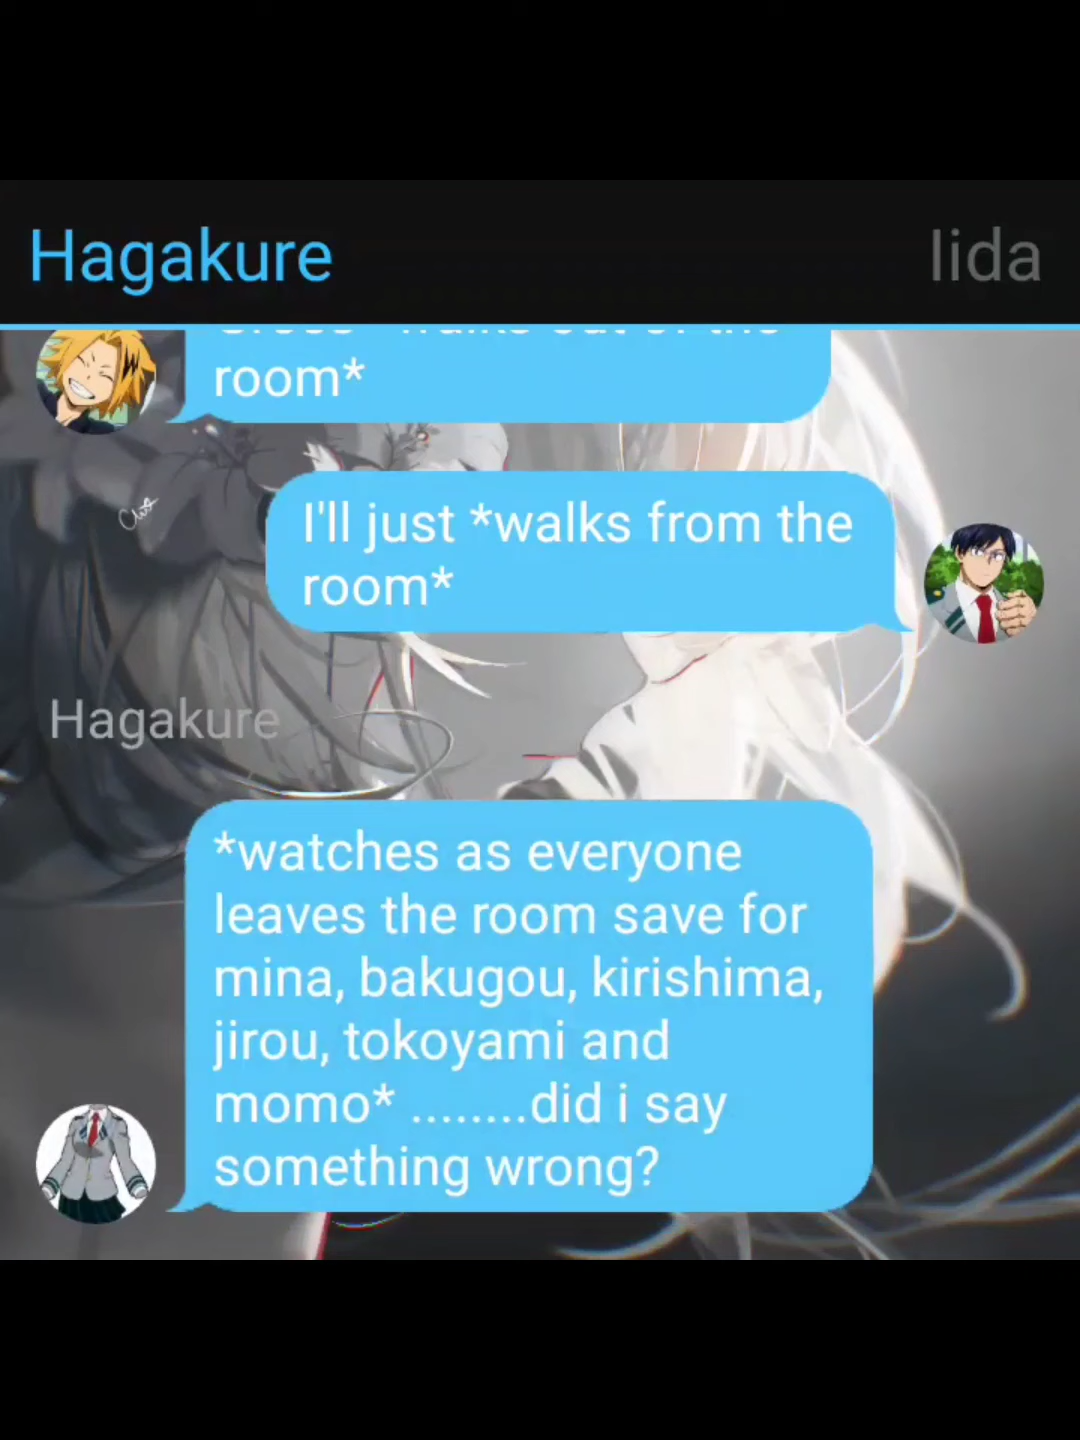 Hagakure
Iida
room*
I'll just *walks from the
room*
Hagakure
*watches as everyone
leaves the room save for
mina, bakugou, kirishima,
jirou, tokoyami and
momo* ........did i say
something wrong?